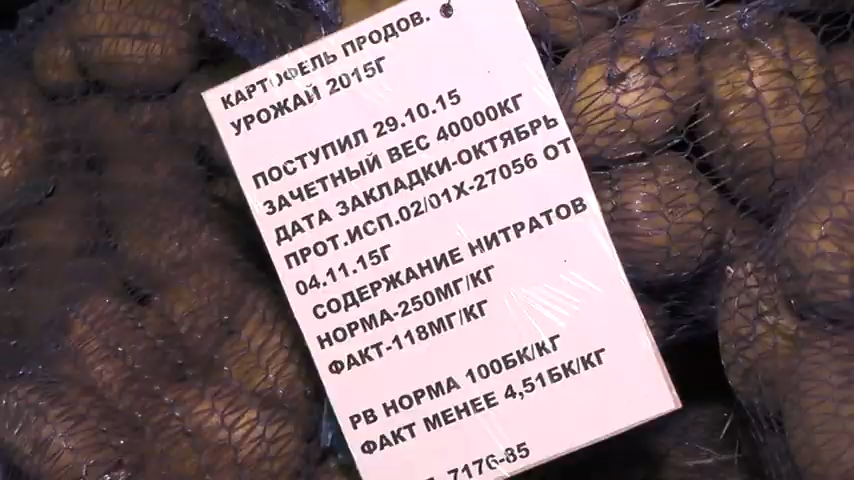 КАРТОФЕЛЬ ПРОДОВ.
УРОЖАЙ 2015Г
ПОСТУПИЛ 29.10.15
ЗАЧЕТНЫЙ ВЕС 40000КГ
ДАТА ЗАКЛАДКИ-ОКТЯБРЬ
ПРОТ.ИСП.02/01Х-27056 ОТ
04.11.15Г
СОДЕРЖАНИЕ НИТРАТОВ
НОРМА-250МГ/КГ
ФАКТ-118МГ/КГ
РВ НОРМА 100БК/КГ
ФАКТ МЕНЕЕ 4,51БК/КГ
7176-85